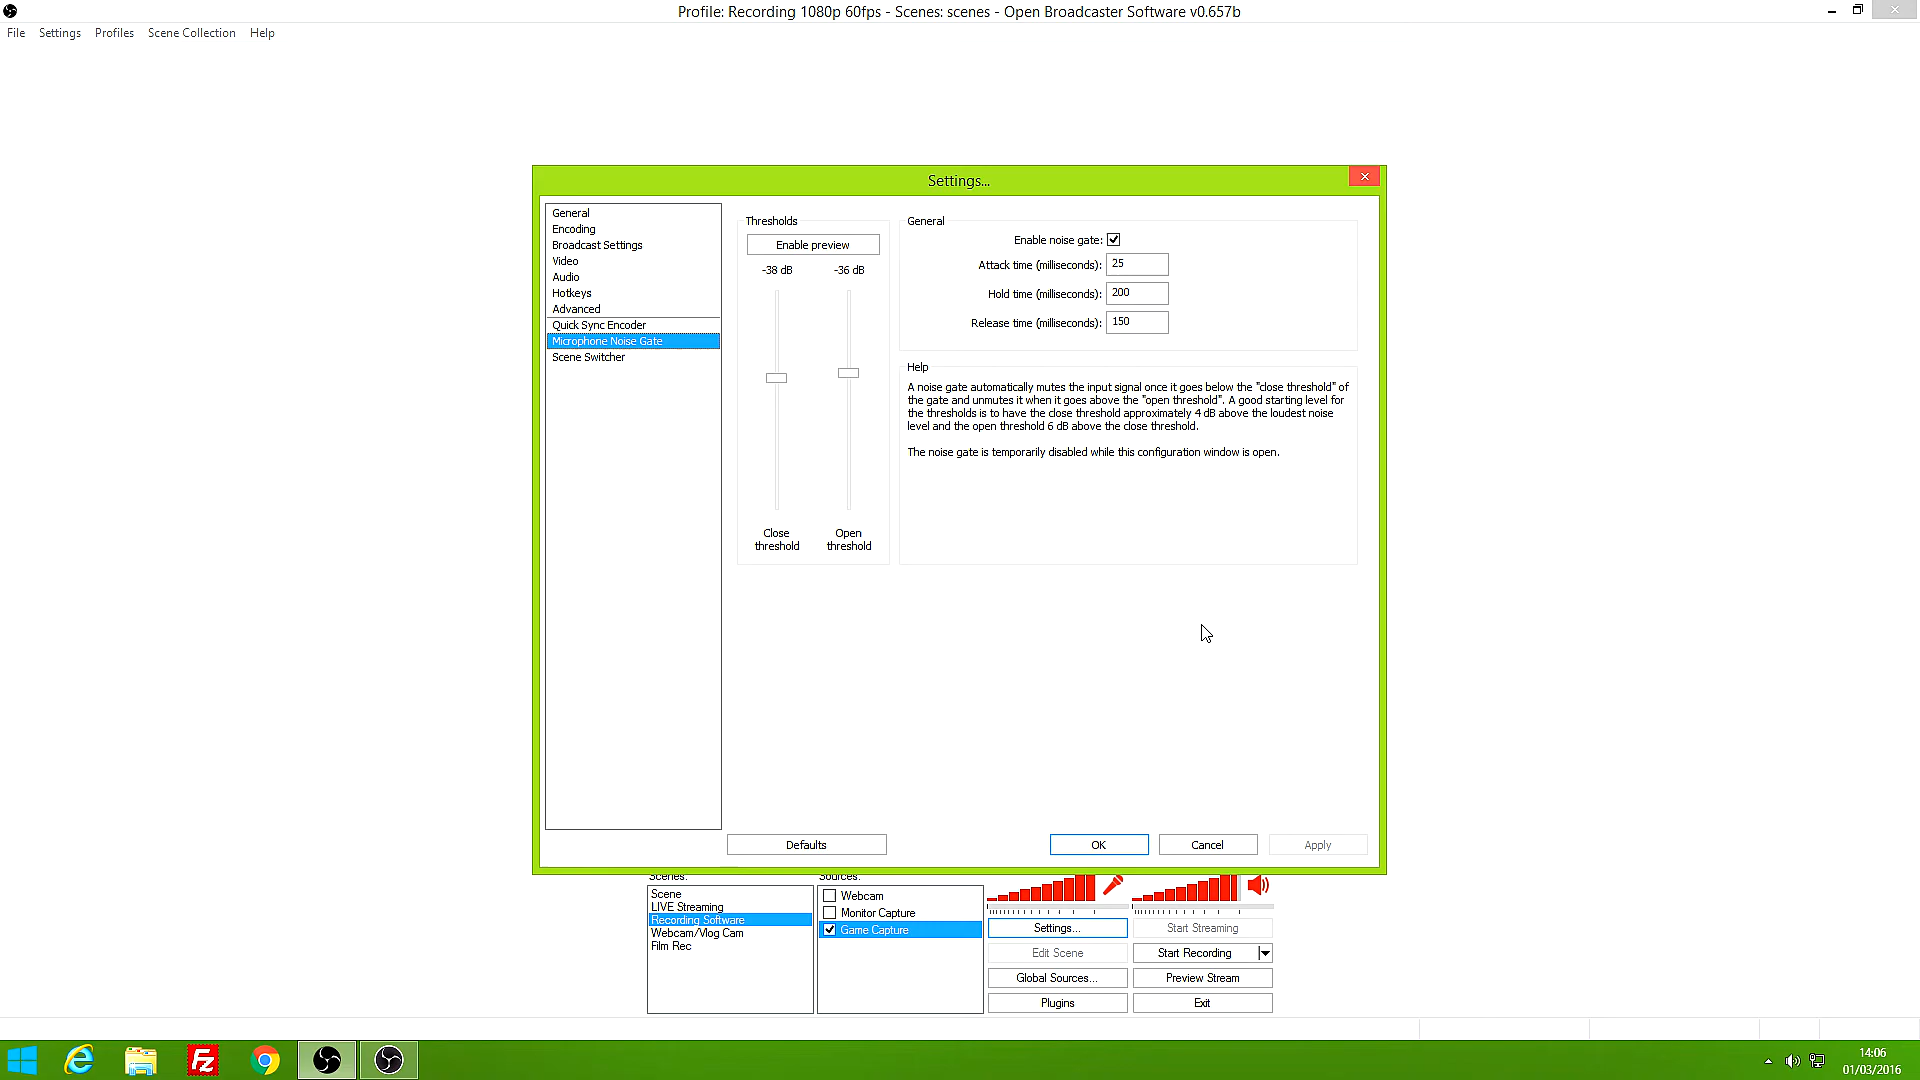 Profile: Recording 1080p 60fps - Scenes: scenes - Open Broadcaster Software v0.657b
File Settings Profiles Scene Collection Help
Settings...
General
Encoding
Broadcast Settings
Video
Audio
Hotkeys
Advanced
Quick Sync Encoder
Microphone Noise Gate
Scene Switcher
Thresholds
Enable preview
-38 dB -36 dB
Close threshold
Open threshold
General
Enable noise gate:
Attack time (milliseconds): 25
Hold time (milliseconds): 200
Release time (milliseconds): 150
Help
A noise gate automatically mutes the input signal once it goes below the "close threshold" of
the gate and unmutes it when it goes above the "open threshold". A good starting level for
the thresholds is to have the close threshold approximately 4 dB above the loudest noise
level and the open threshold 6 dB above the close threshold.
The noise gate is temporarily disabled while this configuration window is open.
Defaults OK Cancel Apply
Scenes:
Scene
LIVE Streaming
Recording Software
Webcam/Vlog Cam
Film Rec
Sources:
Webcam
Monitor Capture
Game Capture
Settings... Start Streaming
Edit Scene Start Recording
Global Sources... Preview Stream
Plugins Exit
Fz
14:06
01/03/2016